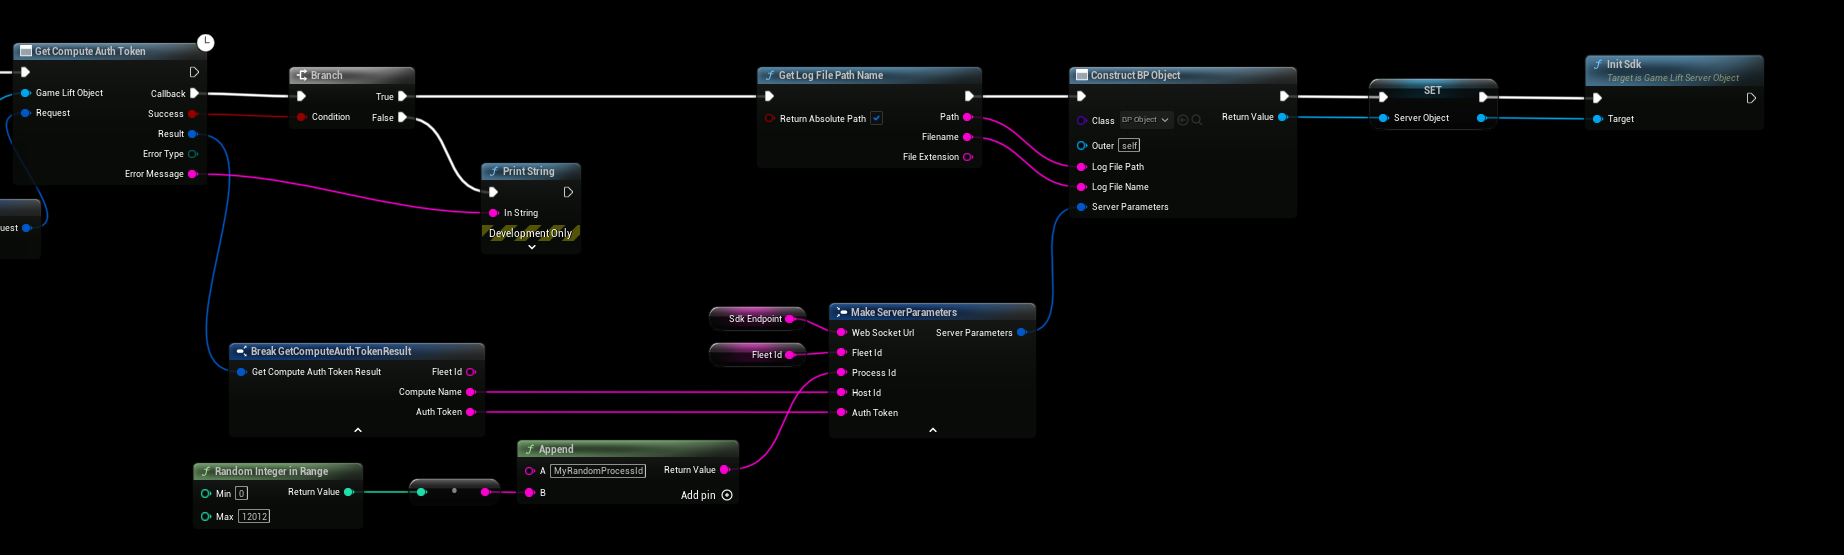 Get Compute Auth Token
Game Lift Object
Callback
Request
Success
Result
Error Type
Error Message
uest
Branch
True
Condition
False
Print String
In String
Development Only
Get Log File Path Name
Return Absolute Path
Path
Filename
File Extension
Construct BP Object
Class
BP Object
Return Value
Outer
self
Log File Path
Log File Name
Server Parameters
SET
Server Object
Init Sdk
Target is Game Lift Server Object
Target
Sdk Endpoint
Fleet Id
Make ServerParameters
Web Socket Url
Server Parameters
Fleet Id
Process Id
Host Id
Auth Token
Break GetComputeAuthTokenResult
Get Compute Auth Token Result
Fleet Id
Compute Name
Auth Token
Append
A
MyRandomProcessId
Return Value
B
Add pin
Random Integer in Range
Min
0
Return Value
Max
12012